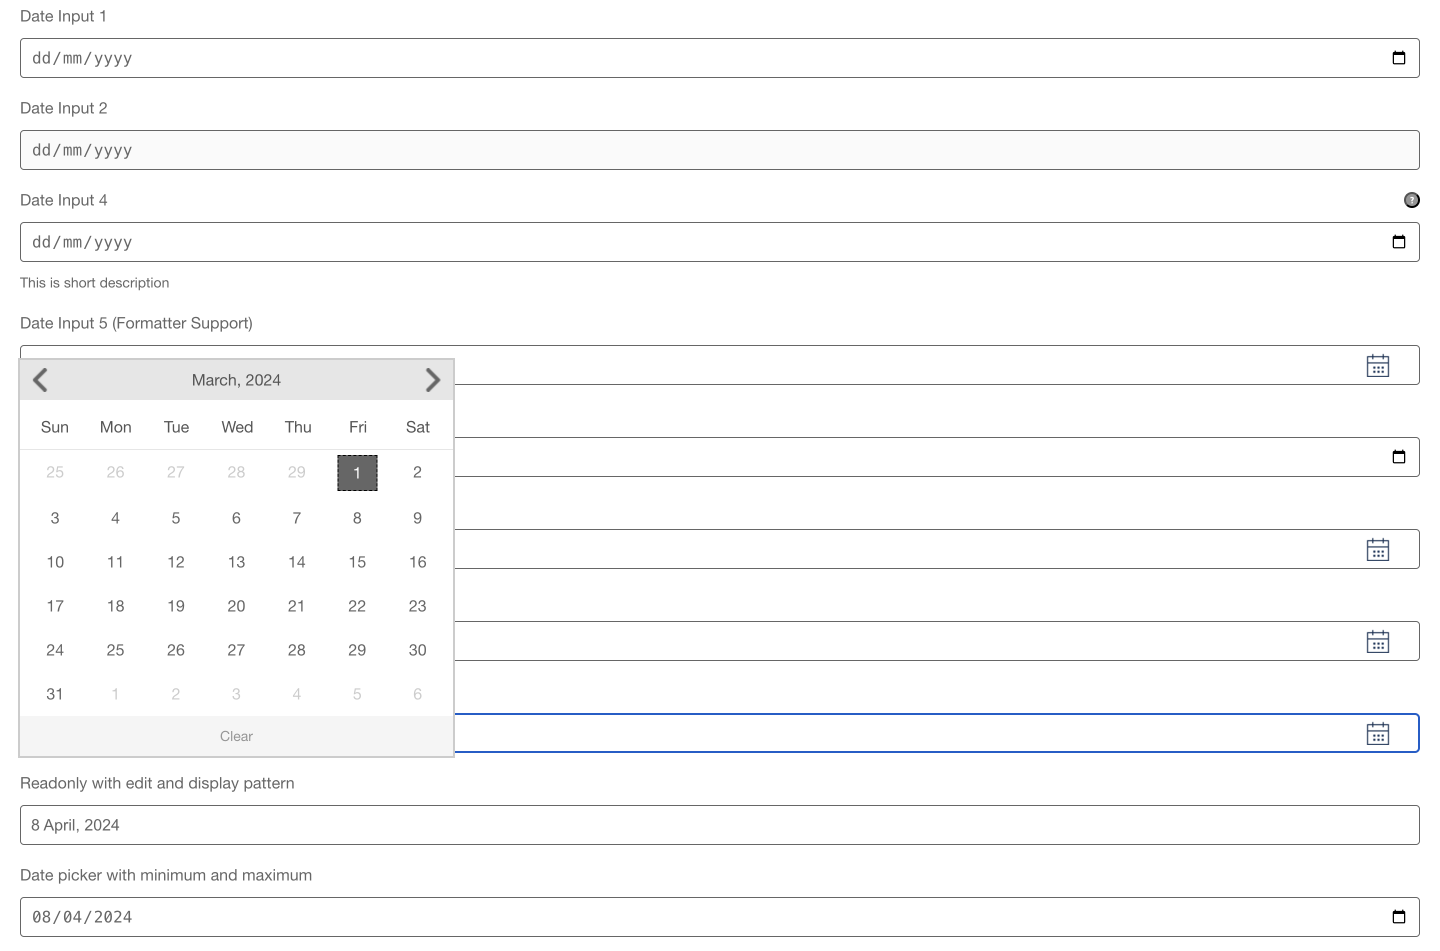 Date Input 1
dd/mm/yyyy
Date Input 2
dd/mm/yyyy
Date Input 4
?
dd/mm/yyyy
This is short description
Date Input 5 (Formatter Support)
March, 2024
Sun Mon Tue Wed Thu Fri Sat
25 26 27 28 29 1 2
3 4 5 6 7 8 9
10 11 12 13 14 15 16
17 18 19 20 21 22 23
24 25 26 27 28 29 30
31 1 2 3 4 5 6
Clear
Readonly with edit and display pattern
8 April, 2024
Date picker with minimum and maximum
08/04/2024